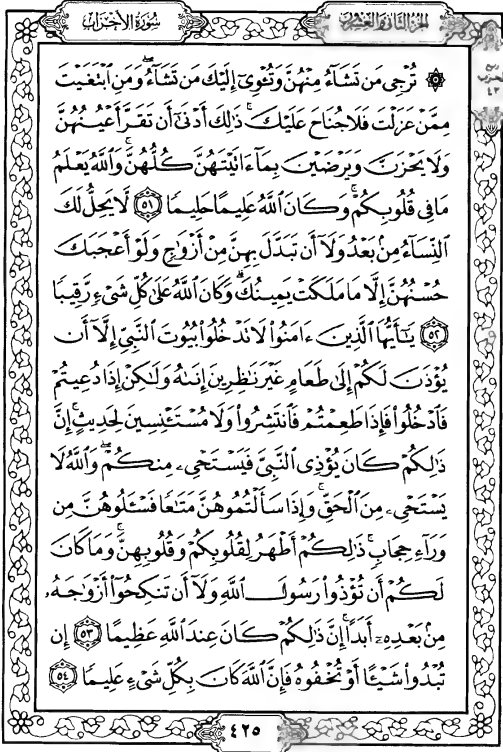 الجزء الثاني والعشرون
سورة الأحزاب
ربع
الحزب
٤٣
۞ تُرْجِي مَن تَشَآءُ مِنْهُنَّ وَتُـْٔوِيٓ إِلَيْكَ مَن تَشَآءُۖ وَمَنِ ٱبْتَغَيْتَ
مِمَّنْ عَزَلْتَ فَلَا جُنَاحَ عَلَيْكَۚ ذَٰلِكَ أَدْنَىٰٓ أَن تَقَرَّ أَعْيُنُهُنَّ
وَلَا يَحْزَنَّ وَيَرْضَيْنَ بِمَآ ءَاتَيْتَهُنَّ كُلُّهُنَّۚ وَٱللَّهُ يَعْلَمُ
مَا فِي قُلُوبِكُمْۚ وَكَانَ ٱللَّهُ عَلِيمًا حَلِيمًا ٥١ لَّا يَحِلُّ لَكَ
ٱلنِّسَآءُ مِنۢ بَعْدُ وَلَآ أَن تَبَدَّلَ بِهِنَّ مِنْ أَزْوَٰجٍ وَلَوْ أَعْجَبَكَ
حُسْنُهُنَّ إِلَّا مَا مَلَكَتْ يَمِينُكَۗ وَكَانَ ٱللَّهُ عَلَىٰ كُلِّ شَيْءٍ رَّقِيبًا
٥٢ يَٰٓأَيُّهَا ٱلَّذِينَ ءَامَنُوا۟ لَا تَدْخُلُوا۟ بُيُوتَ ٱلنَّبِيِّ إِلَّآ أَن
يُؤْذَنَ لَكُمْ إِلَىٰ طَعَامٍ غَيْرَ نَٰظِرِينَ إِنَىٰهُ وَلَٰكِنْ إِذَا دُعِيتُمْ
فَٱدْخُلُوا۟ فَإِذَا طَعِمْتُمْ فَٱنتَشِرُوا۟ وَلَا مُسْتَـْٔنِسِينَ لِحَدِيثٍۚ إِنَّ
ذَٰلِكُمْ كَانَ يُؤْذِي ٱلنَّبِيَّ فَيَسْتَحْيِۦ مِنكُمْۖ وَٱللَّهُ لَا
يَسْتَحْيِۦ مِنَ ٱلْحَقِّۚ وَإِذَا سَأَلْتُمُوهُنَّ مَتَٰعًا فَسْـَٔلُوهُنَّ مِن
وَرَآءِ حِجَابٍۚ ذَٰلِكُمْ أَطْهَرُ لِقُلُوبِكُمْ وَقُلُوبِهِنَّۚ وَمَا كَانَ
لَكُمْ أَن تُؤْذُوا۟ رَسُولَ ٱللَّهِ وَلَآ أَن تَنكِحُوٓا۟ أَزْوَٰجَهُۥ
مِنۢ بَعْدِهِۦٓ أَبَدًاۚ إِنَّ ذَٰلِكُمْ كَانَ عِندَ ٱللَّهِ عَظِيمًا ٥٣ إِن
تُبْدُوا۟ شَيْـًٔا أَوْ تُخْفُوهُ فَإِنَّ ٱللَّهَ كَانَ بِكُلِّ شَيْءٍ عَلِيمًا ٥٤
٤٢٥